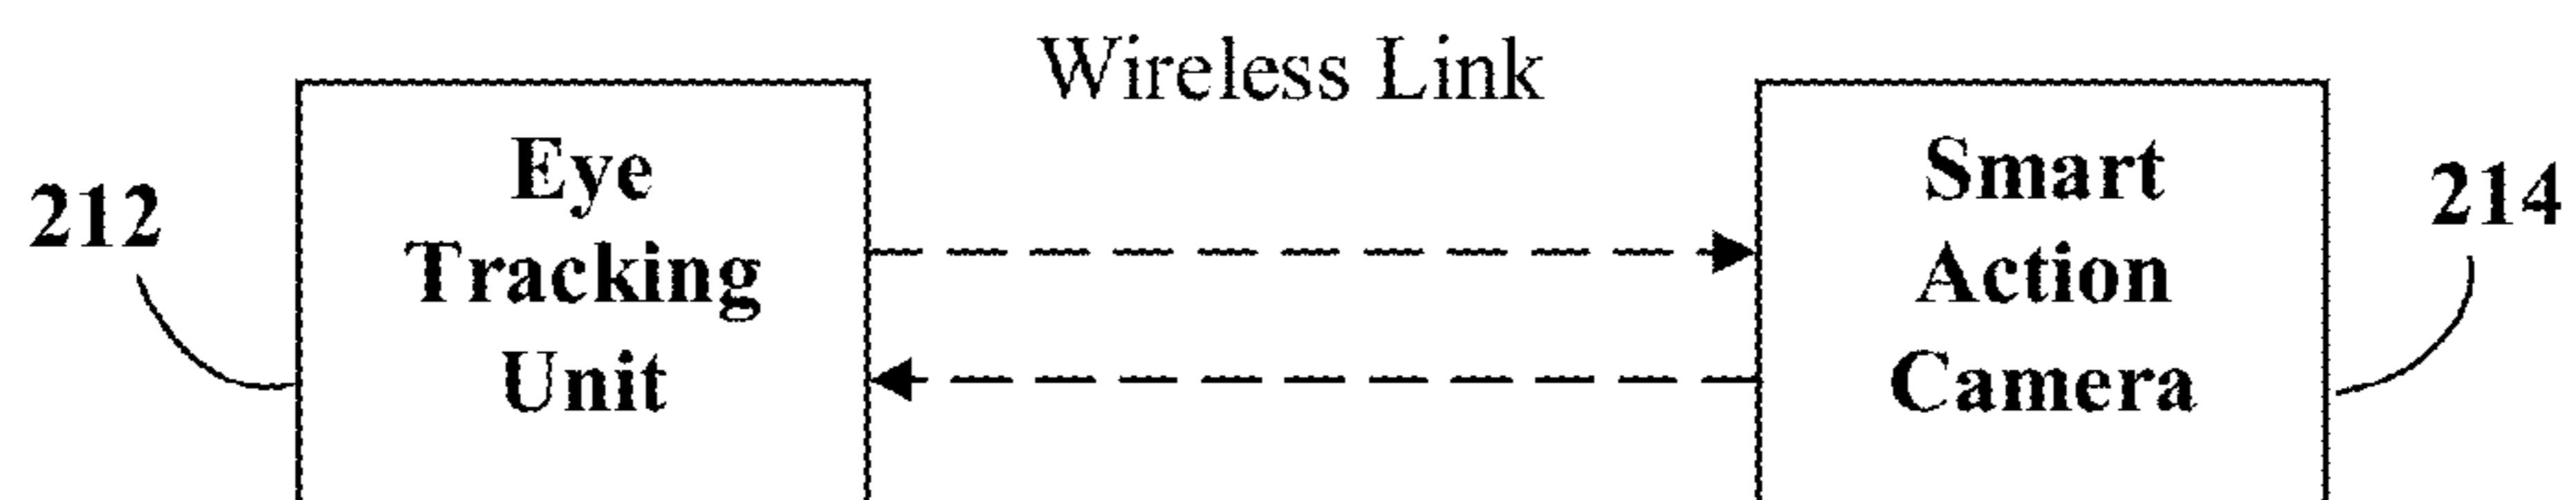 Wireless Link
212
Eye
Tracking
Unit
Smart
Action
Camera
214